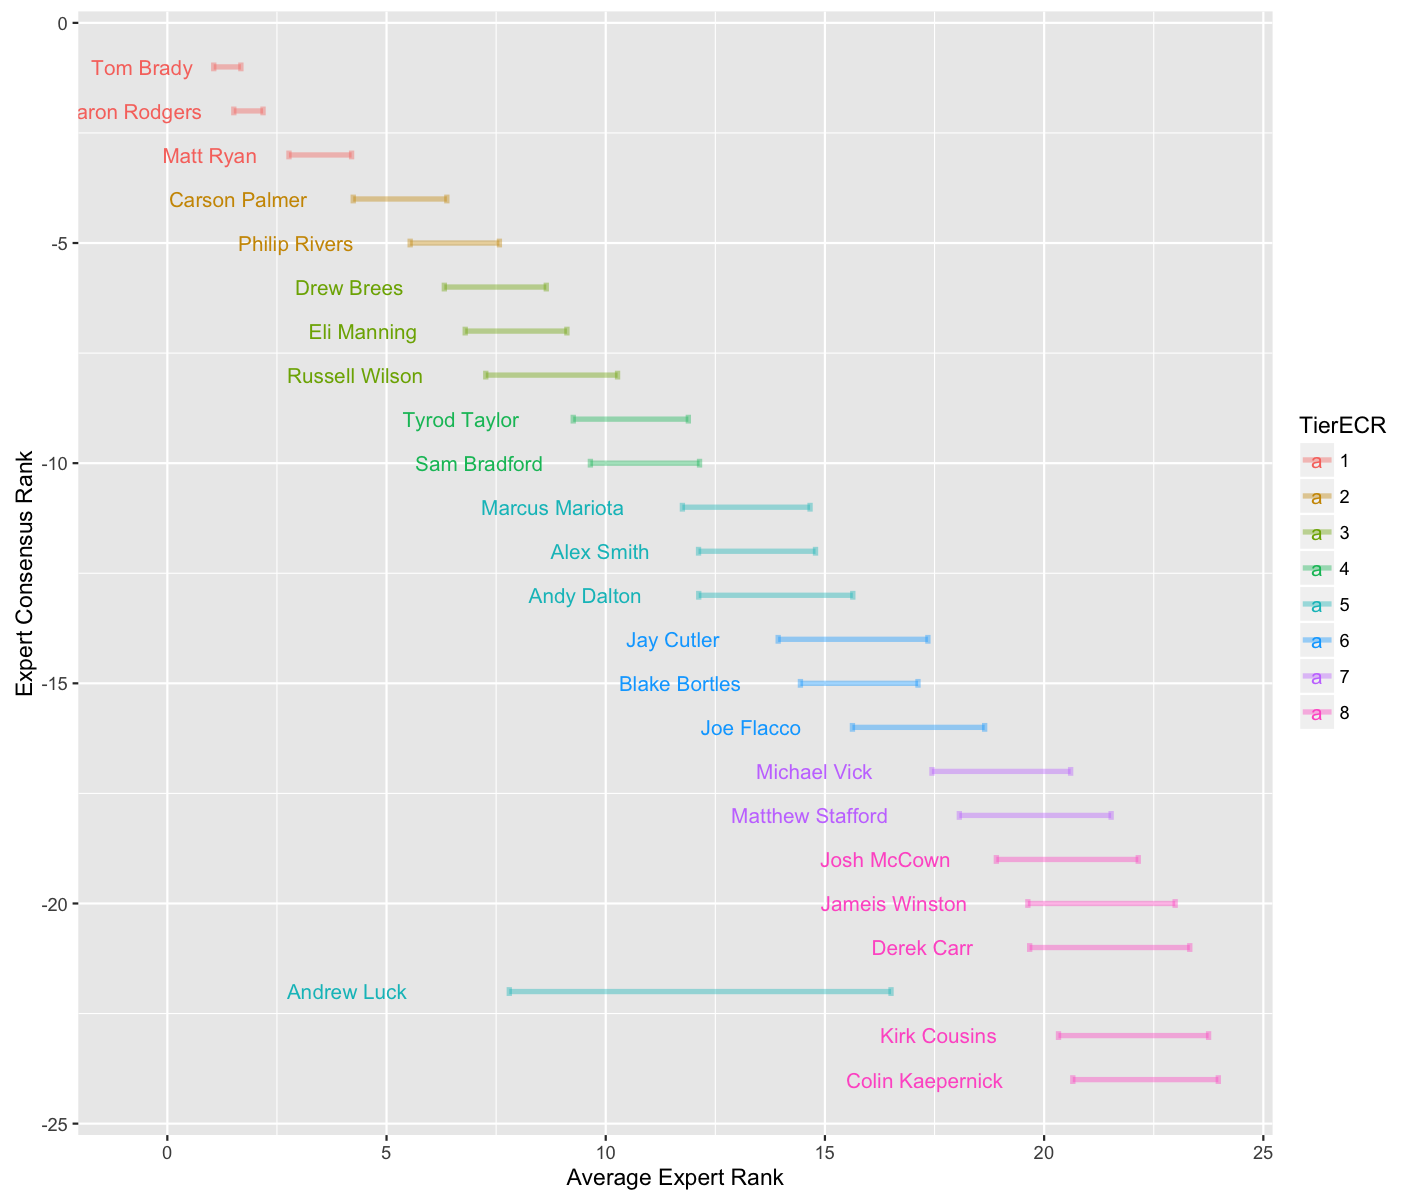 0
Tom Brady
aron Rodgers
Matt Ryan
Carson Palmer
-5
Philip Rivers
Drew Brees
Eli Manning
Russell Wilson
Tyrod Taylor
-10
Sam Bradford
Marcus Mariota
Alex Smith
Andy Dalton
Jay Cutler
-15
Blake Bortles
Joe Flacco
Michael Vick
Matthew Stafford
Josh McCown
-20
Jameis Winston
Derek Carr
Andrew Luck
Kirk Cousins
Colin Kaepernick
-25
0 5 10 15 20 25
Average Expert Rank
Expert Consensus Rank
TierECR
a 1
a 2
a 3
a 4
a 5
a 6
a 7
a 8